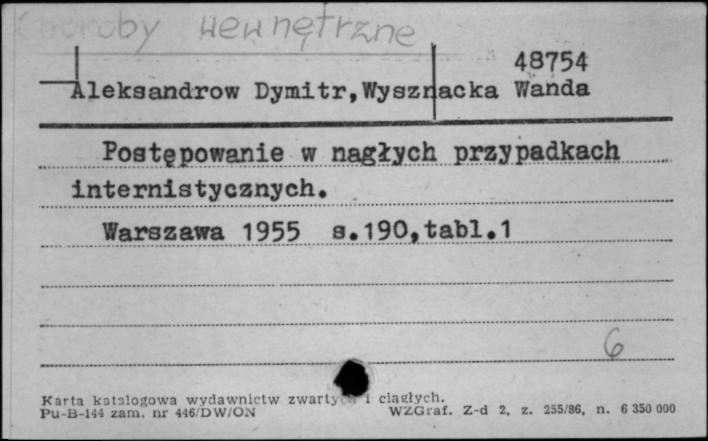 Choroby wewnętrzne
48754
Aleksandrow Dymitr,Wysznacka Wanda
Postępowanie w nagłych przypadkach
internistycznych.
Warszawa 1955 s.190,tabl.1
6
Karta katalogowa wydawnictw zwartych i ciągłych.
Pu-B-144 zam. nr 446/DW/ON WZGraf. Z-d 2, z. 255/86, n. 6 350 000